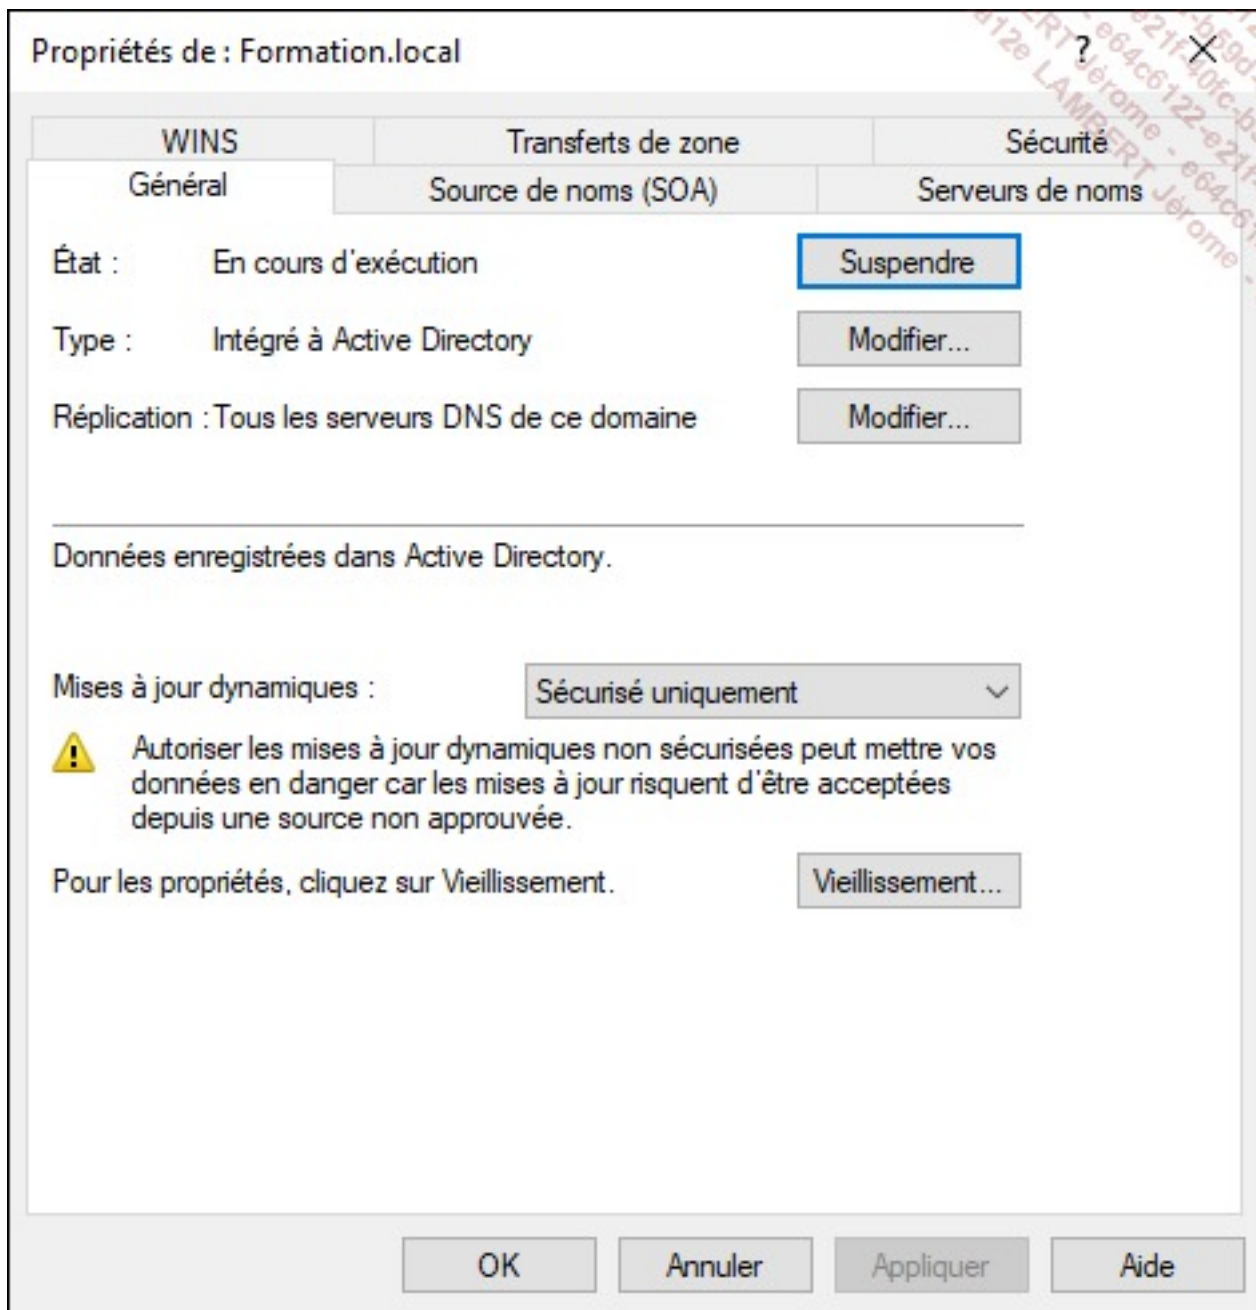 Propriétés de : Formation.local
?
WINS
Transferts de zone
Sécurité
Général
Source de noms (SOA)
Serveurs de noms
État : En cours d'exécution
Suspendre
Type : Intégré à Active Directory
Modifier...
Réplication : Tous les serveurs DNS de ce domaine
Modifier...
Données enregistrées dans Active Directory.
Mises à jour dynamiques :
Sécurisé uniquement
Autoriser les mises à jour dynamiques non sécurisées peut mettre vos
données en danger car les mises à jour risquent d'être acceptées
depuis une source non approuvée.
Pour les propriétés, cliquez sur Vieillissement.
Vieillissement...
OK
Annuler
Appliquer
Aide
LAMBERT Jérome -